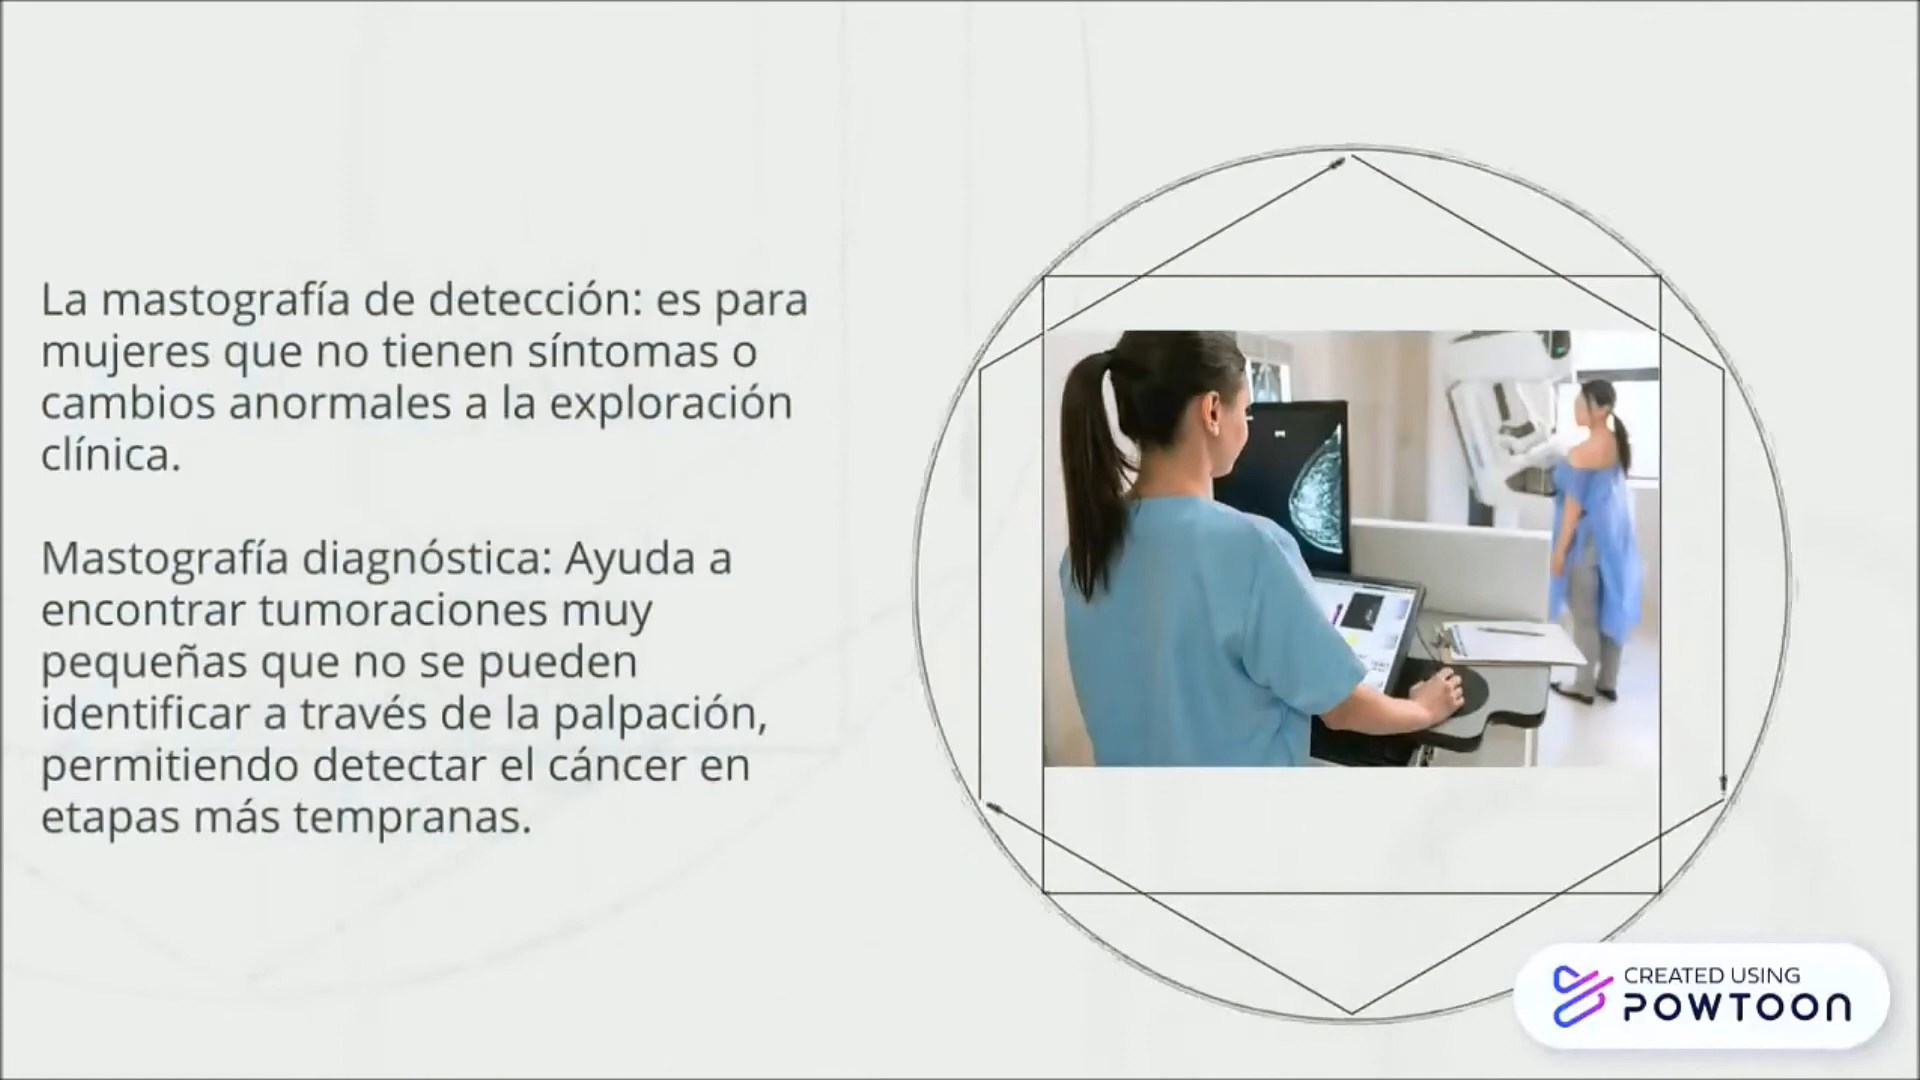 La mastografía de detección: es para
mujeres que no tienen síntomas o
cambios anormales a la exploración
clínica.
Mastografía diagnóstica: Ayuda a
encontrar tumoraciones muy
pequeñas que no se pueden
identificar a través de la palpación,
permitiendo detectar el cáncer en
etapas más tempranas.
CREATED USING
POWTOON